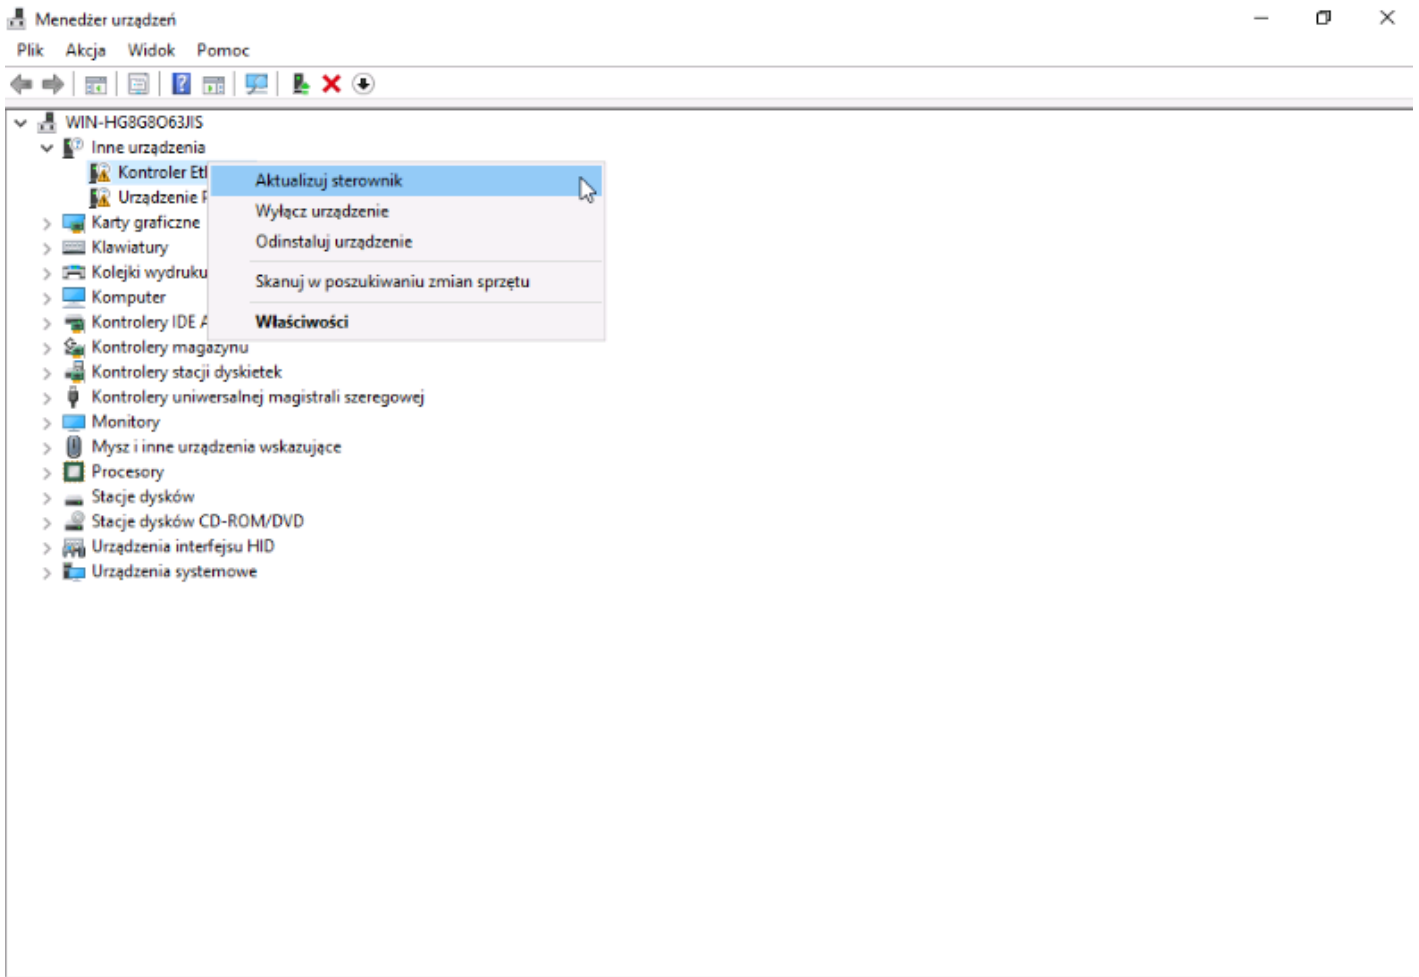 Menedżer urządzeń
Plik Akcja Widok Pomoc
WIN-HG8G8O63JIS
Inne urządzenia
Kontroler
Urządzenie
Karty graficzne
Klawiatury
Kolejki wydruku
Komputer
Kontrolery IDE
Kontrolery magazynu
Kontrolery stacji dyskietek
Kontrolery uniwersalnej magistrali szeregowej
Monitory
Mysz i inne urządzenia wskazujące
Procesory
Stacje dysków
Stacje dysków CD-ROM/DVD
Urządzenia interfejsu HID
Urządzenia systemowe
Aktualizuj sterownik
Wyłącz urządzenie
Odinstaluj urządzenie
Skanuj w poszukiwaniu zmian sprzętu
Właściwości